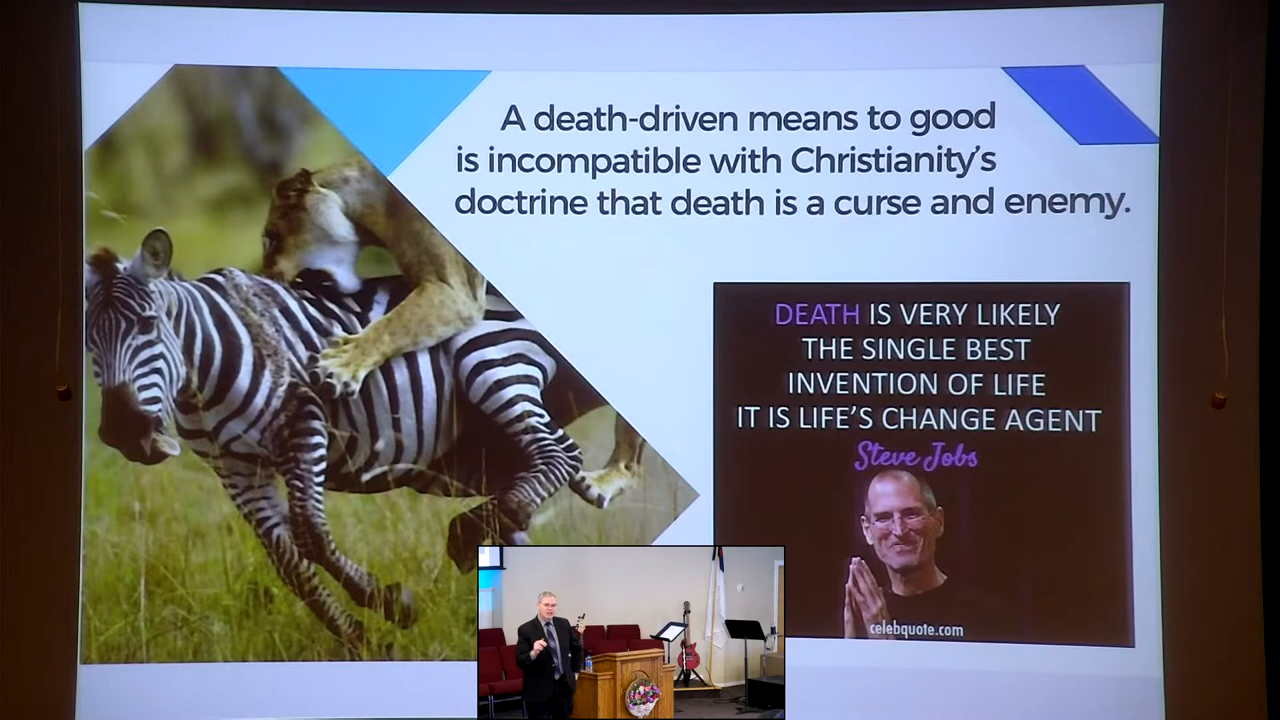 A death-driven means to good
is incompatible with Christianity's
doctrine that death is a curse and enemy.
DEATH IS VERY LIKELY
THE SINGLE BEST
INVENTION OF LIFE
IT IS LIFE'S CHANGE AGENT
Steve Jobs
celebquote.com